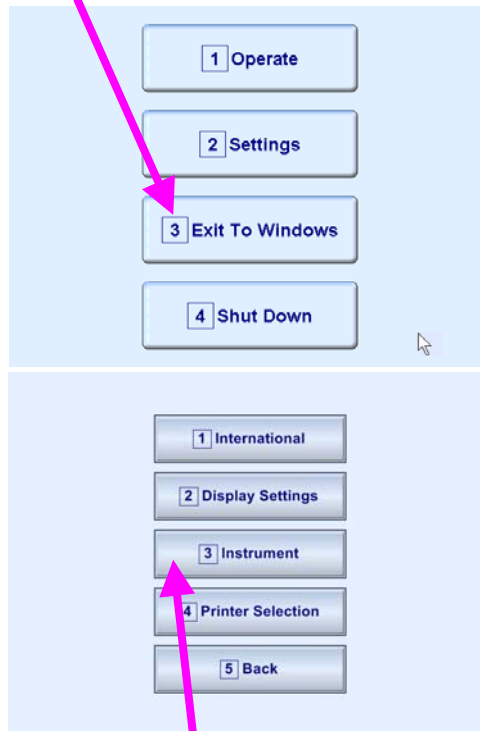 1 Operate
2 Settings
3 Exit To Windows
4 Shut Down
1 International
2 Display Settings
3 Instrument
4 Printer Selection
5 Back